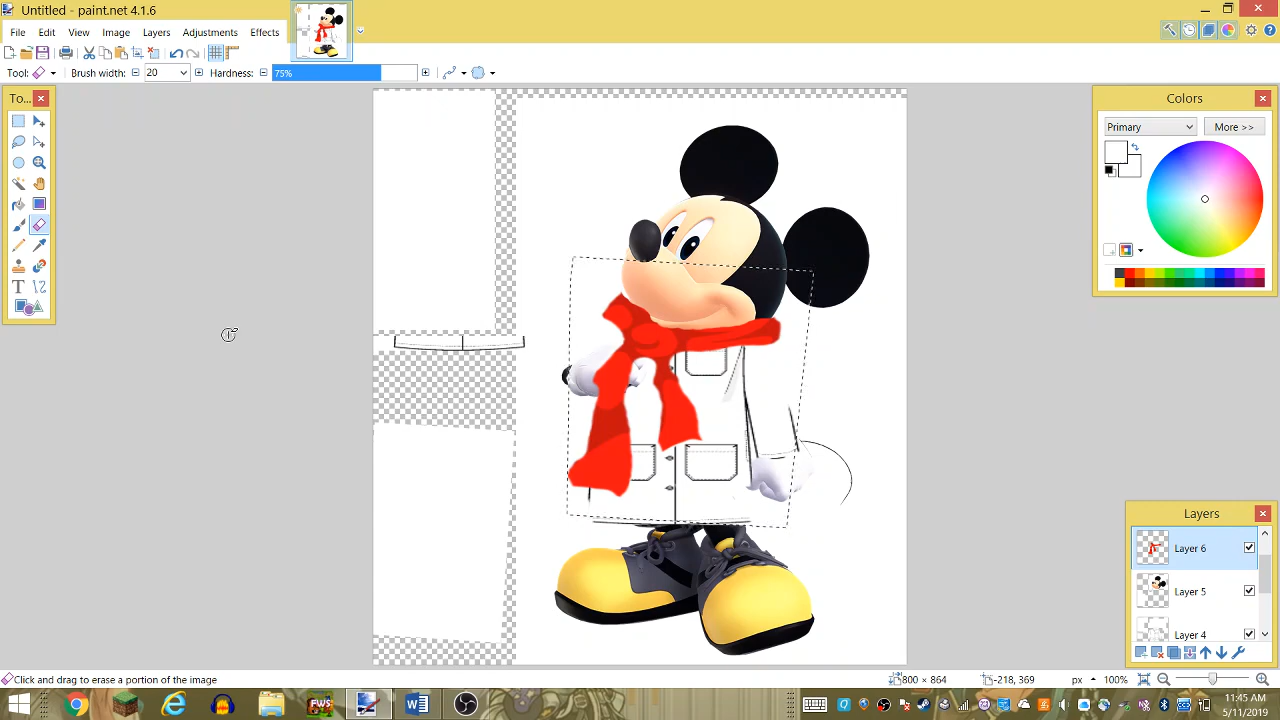 Untitled - paint.net 4.1.6
File Edit View Image Layers Adjustments Effects
Tool: Brush width: 20 Hardness: 75%
To...
Colors
Primary More >>
Layers
Layer 6
Layer 5
Layer 4
Click and drag to erase a portion of the image
800 × 864
-218, 369
px
100%
FWS
11:45 AM
5/11/2019